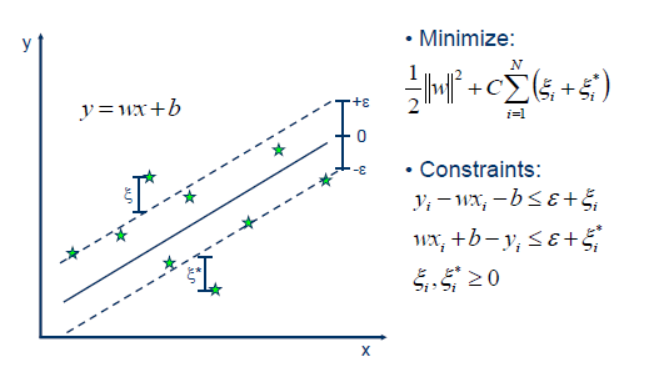 y
y = wx + b
+ε
0
-ε
ξ
ξ*
x
• Minimize:
1/2 ||w||² + C ∑_{i=1}^{N} (ξ_i + ξ_i*)
• Constraints:
y_i − wx_i − b ≤ ε + ξ_i
wx_i + b − y_i ≤ ε + ξ_i*
ξ_i, ξ_i* ≥ 0